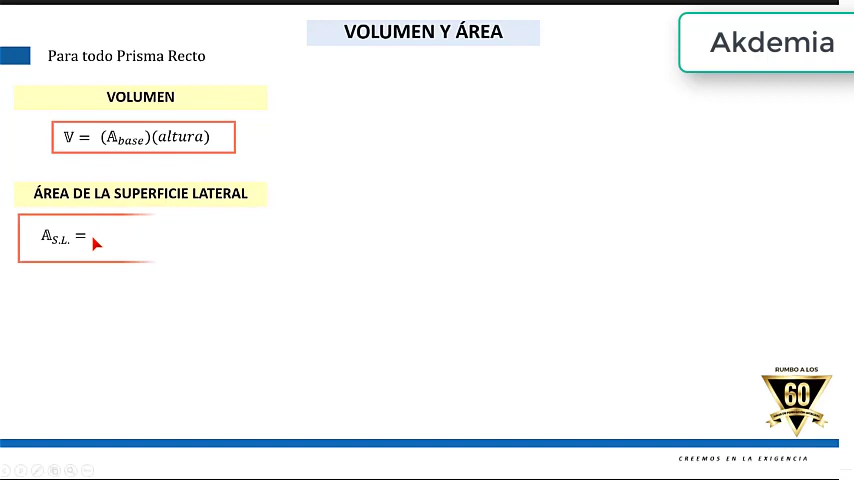 VOLUMEN Y ÁREA
Akdemia
Para todo Prisma Recto
VOLUMEN
𝕍 = (𝔸base)(altura)
ÁREA DE LA SUPERFICIE LATERAL
𝔸S.L. =
RUMBO A LOS
60
CREEMOS EN LA EXIGENCIA